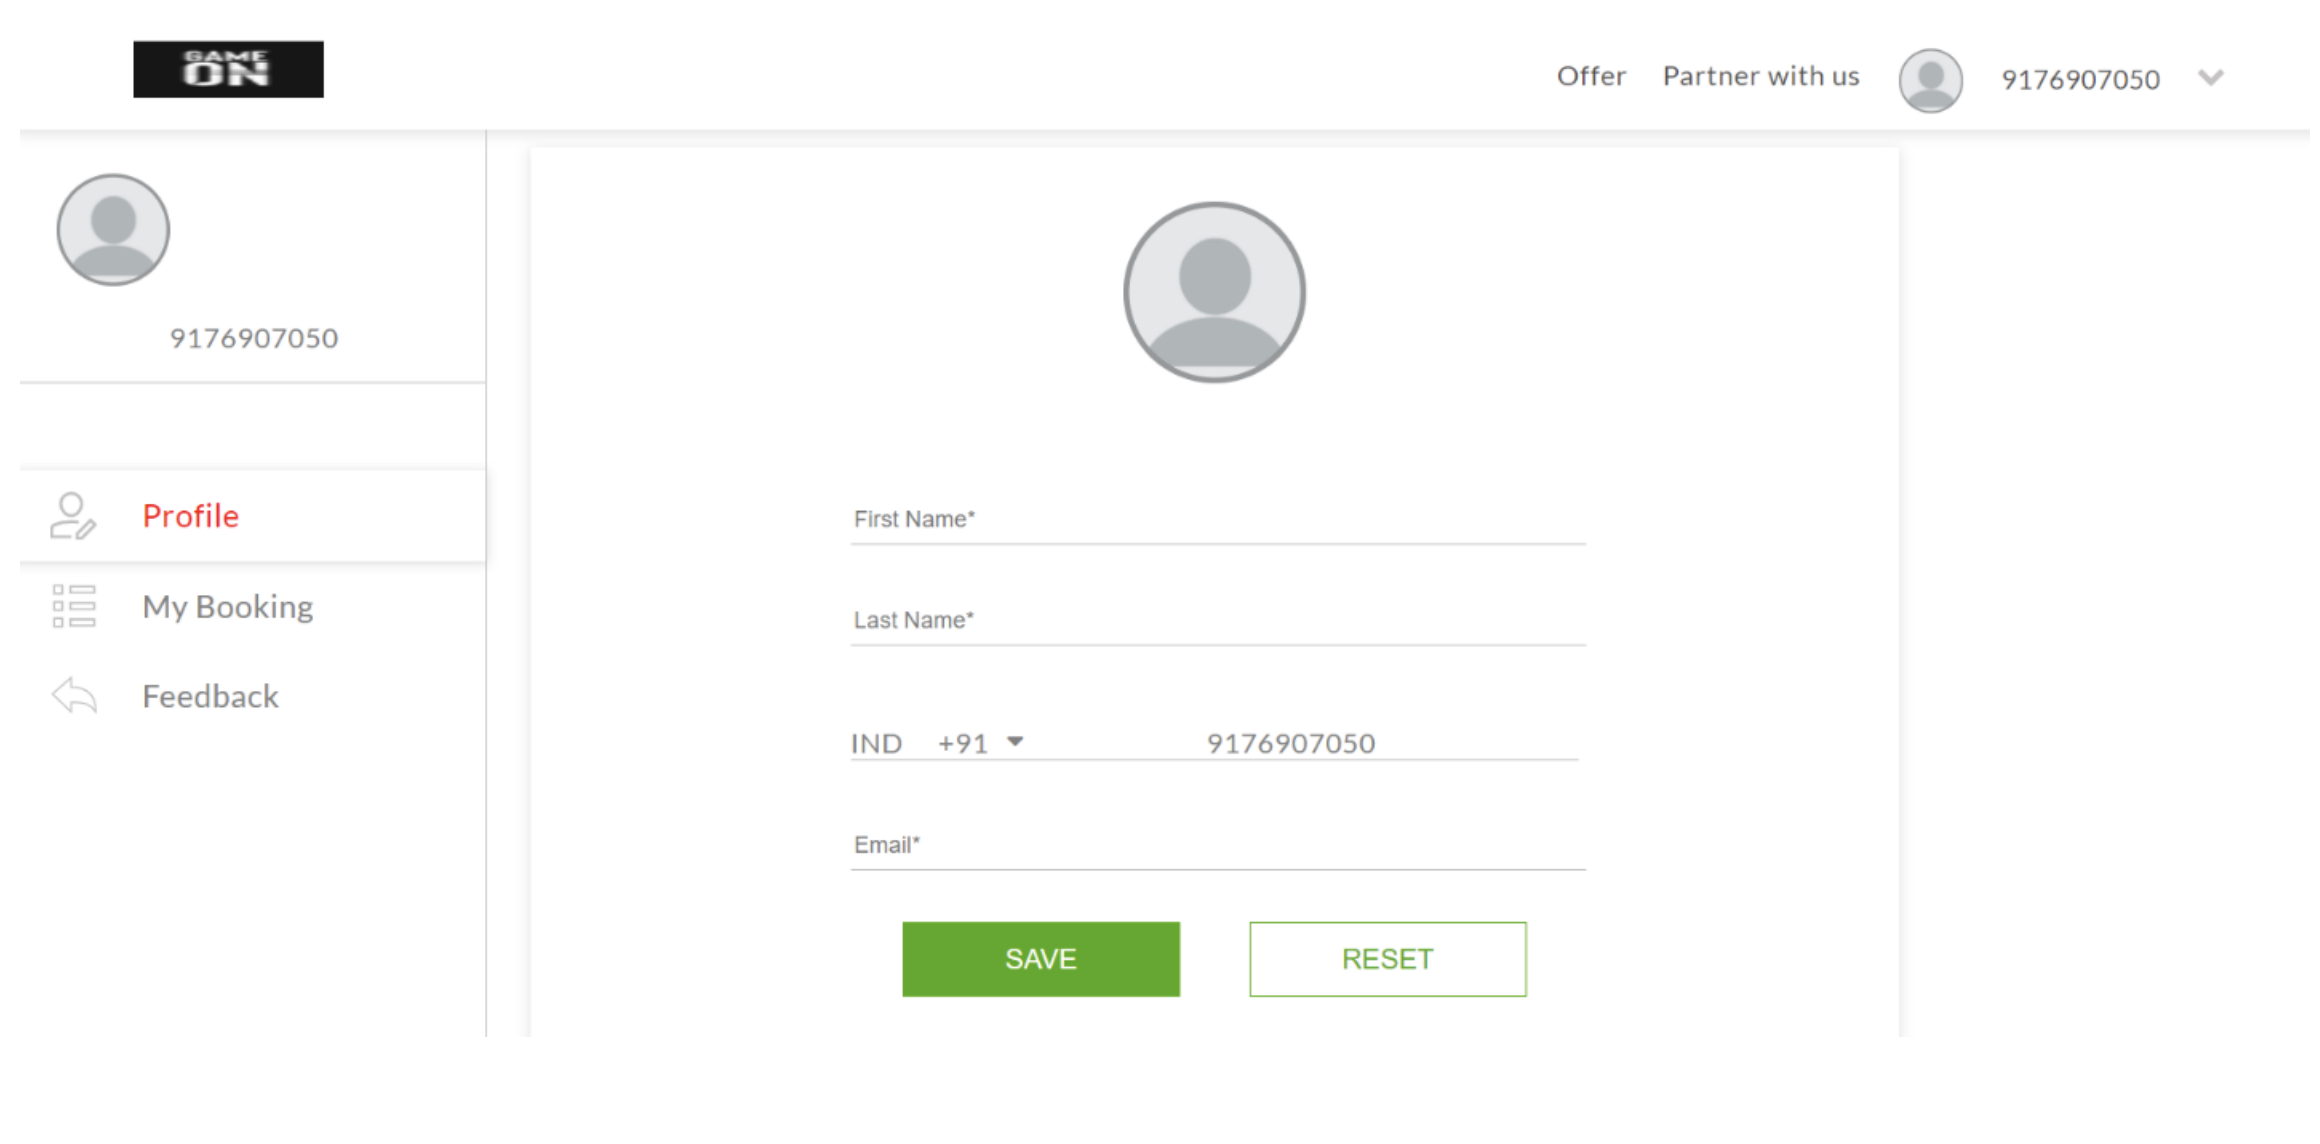 GAME
ON
Offer Partner with us 9176907050
9176907050
Profile
My Booking
Feedback
First Name*
Last Name*
IND +91 9176907050
Email*
SAVE RESET